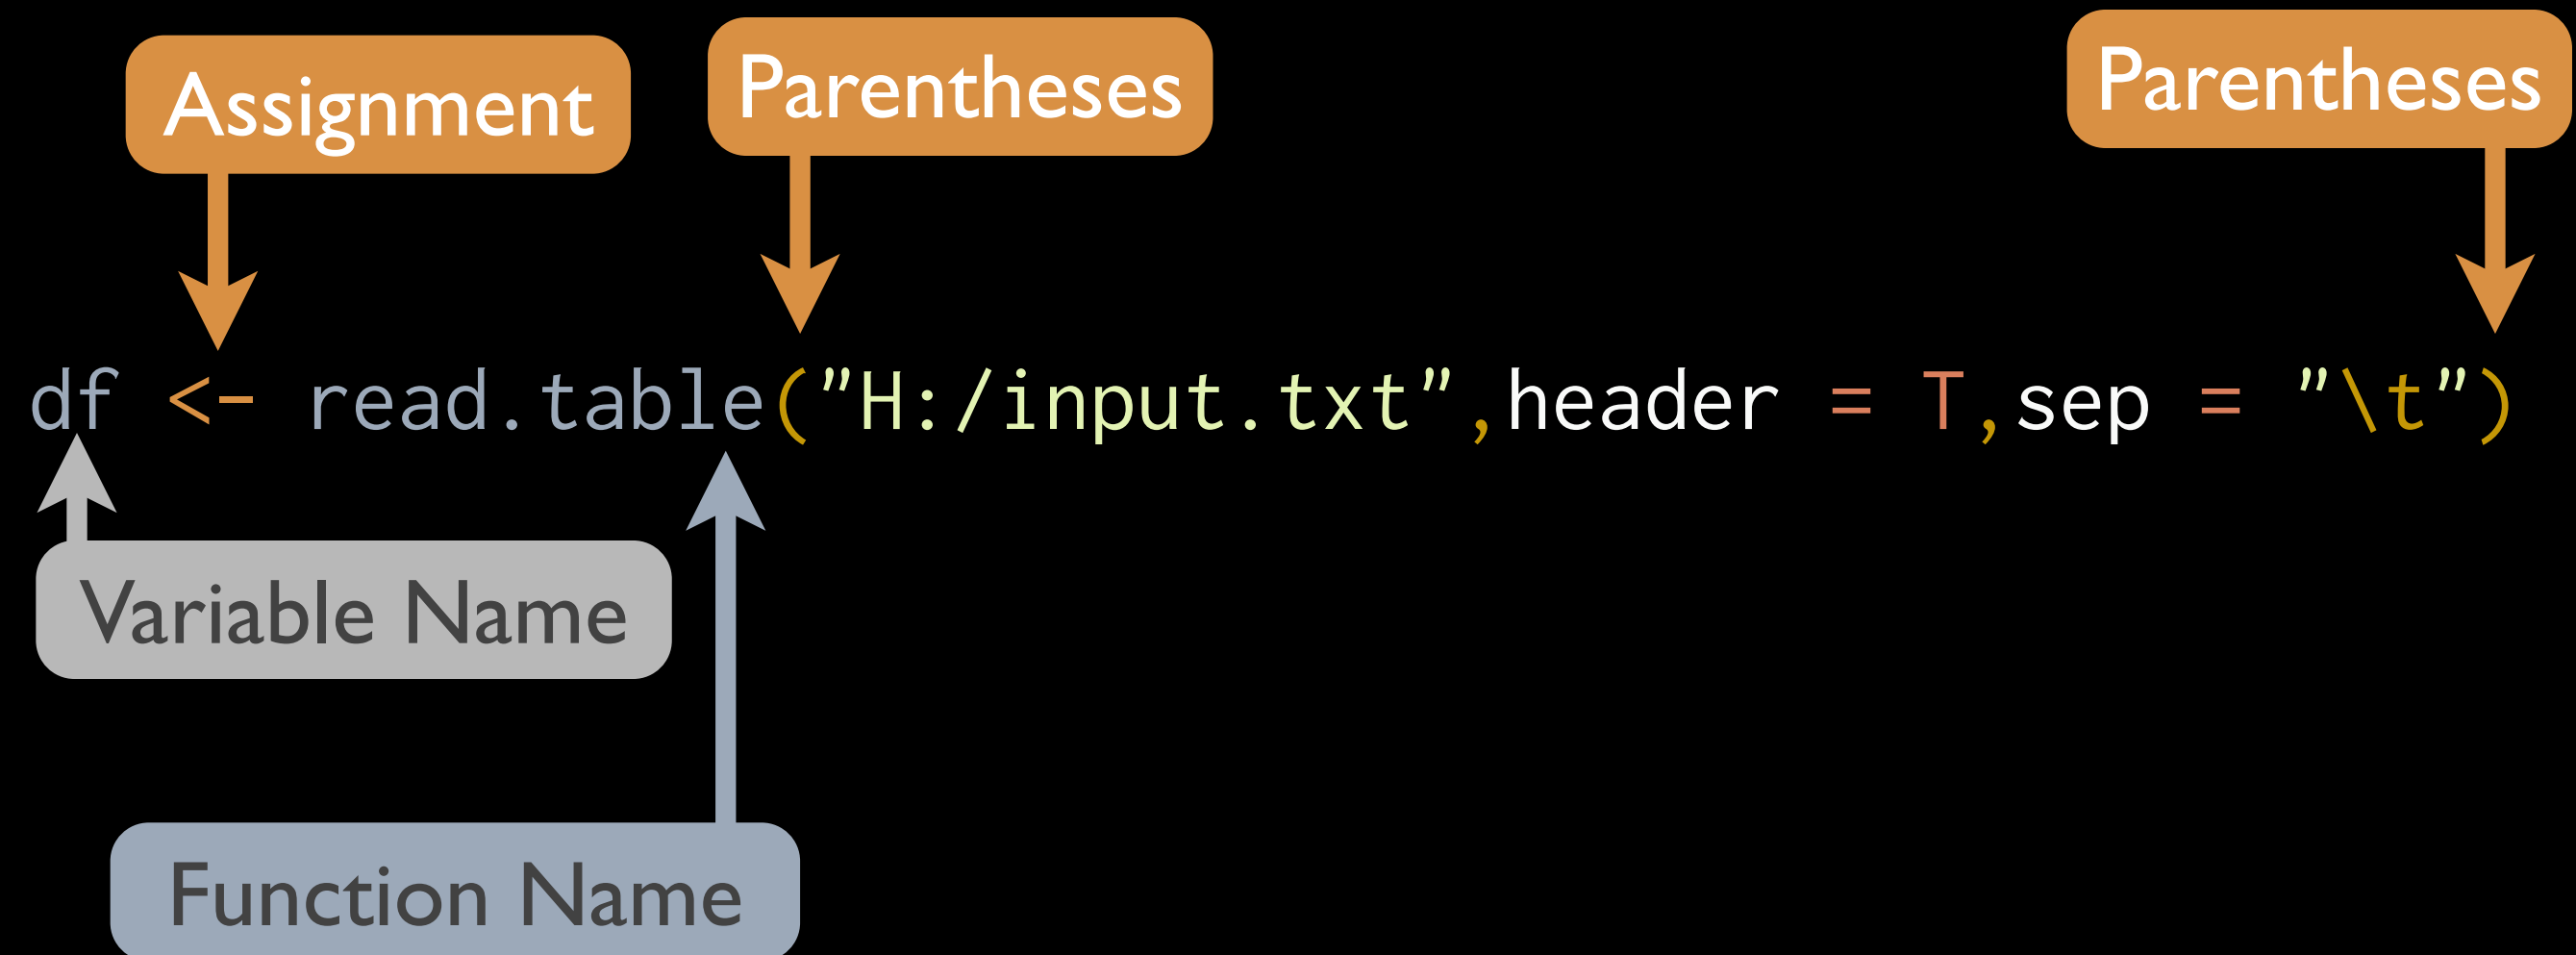 Assignment
Parentheses
Parentheses
df <- read.table("H:/input.txt",header = T,sep = "\t")
Variable Name
Function Name